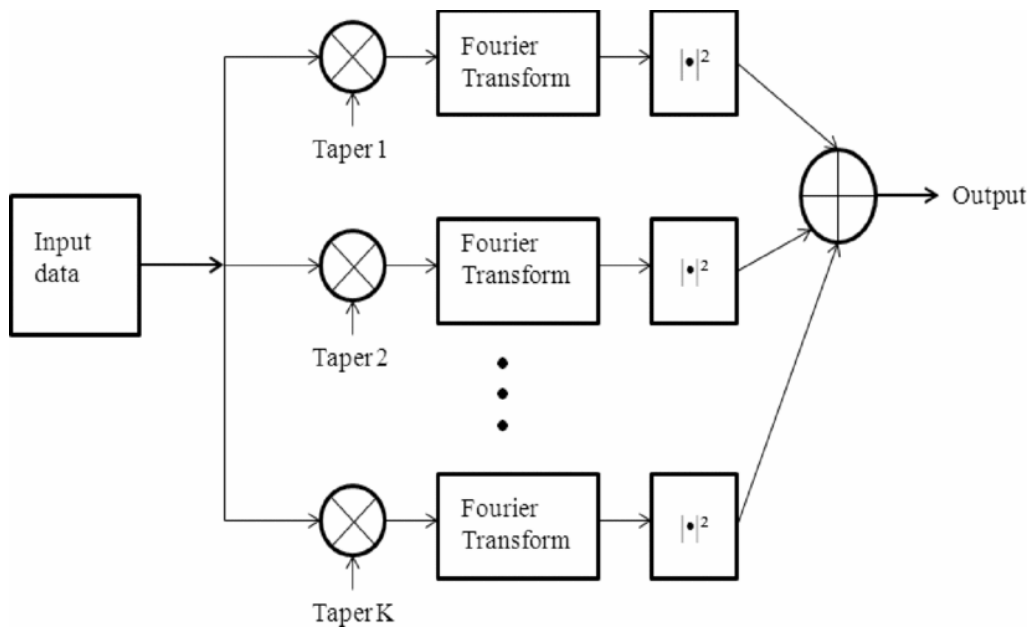 Fourier
Transform
|•|²
Taper 1
Input
data
Output
Fourier
Transform
|•|²
Taper 2
Fourier
Transform
|•|²
Taper K